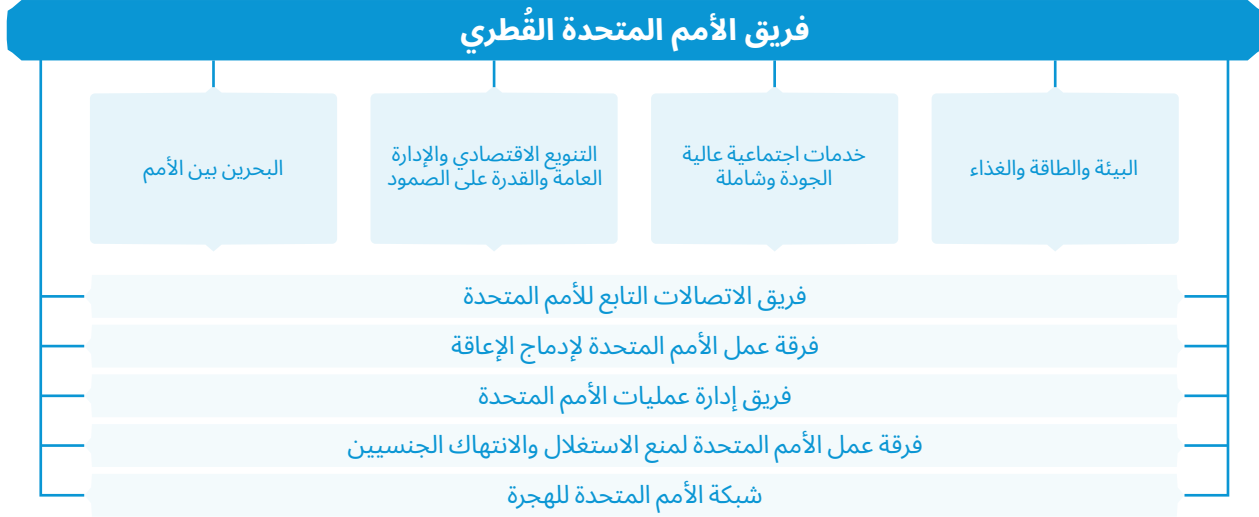 فريق الأمم المتحدة القُطري
البيئة والطاقة والغذاء
خدمات اجتماعية عالية
الجودة وشاملة
التنويع الاقتصادي والإدارة
العامة والقدرة على الصمود
البحرين بين الأمم
فريق الاتصالات التابع للأمم المتحدة
فرقة عمل الأمم المتحدة لإدماج الإعاقة
فريق إدارة عمليات الأمم المتحدة
فرقة عمل الأمم المتحدة لمنع الاستغلال والانتهاك الجنسيين
شبكة الأمم المتحدة للهجرة